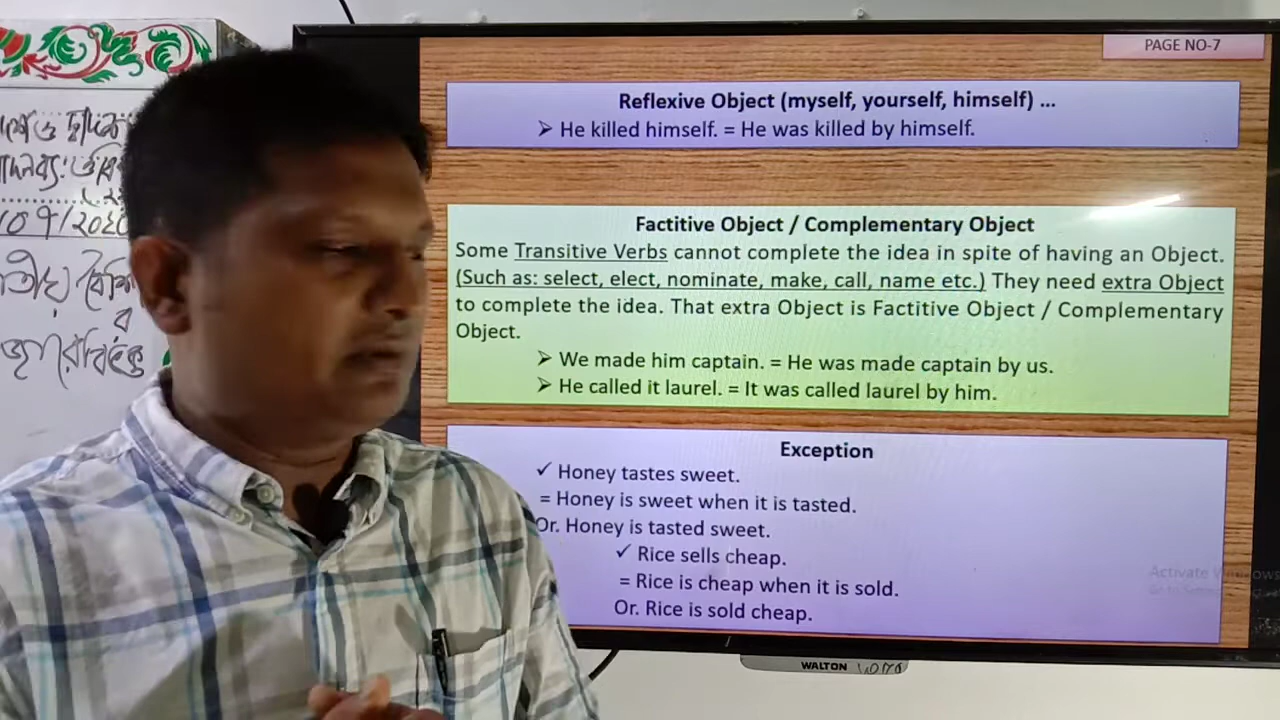 PAGE NO-7
Reflexive Object (myself, yourself, himself) ...
➢ He killed himself. = He was killed by himself.
Factitive Object / Complementary Object
Some Transitive Verbs cannot complete the idea in spite of having an Object.
(Such as: select, elect, nominate, make, call, name etc.) They need extra Object
to complete the idea. That extra Object is Factitive Object / Complementary
Object.
➢ We made him captain. = He was made captain by us.
➢ He called it laurel. = It was called laurel by him.
Exception
✓ Honey tastes sweet.
= Honey is sweet when it is tasted.
Or. Honey is tasted sweet.
✓ Rice sells cheap.
= Rice is cheap when it is sold.
Or. Rice is sold cheap.
Activate
WALTON